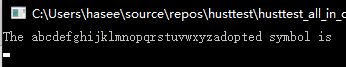 C:\Users\hasee\source\repos\husttest\husttest_all_in_c
The abcdefghijklmnopqrstuvwxyzadopted symbol is